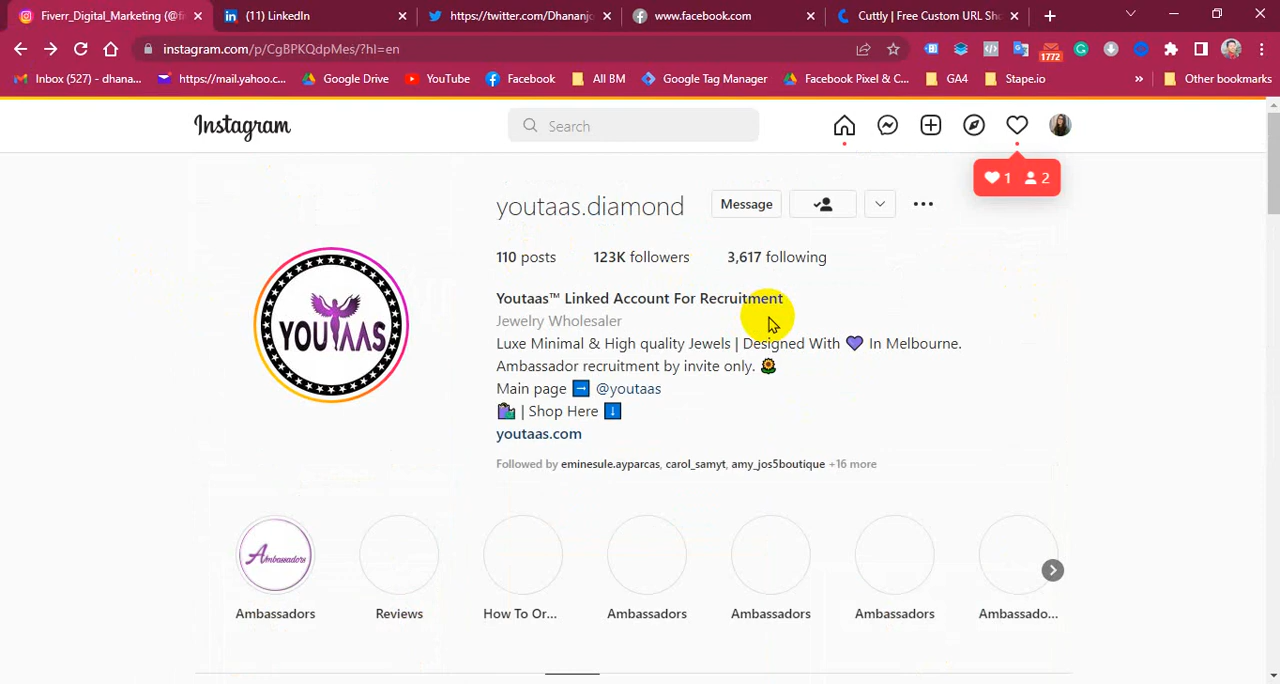 Fiverr_Digital_Marketing (@fi
(11) LinkedIn
https://twitter.com/Dhananjo
www.facebook.com
Cuttly | Free Custom URL Sho
instagram.com/p/CgBPKQdpMes/?hl=en
1772
Inbox (527) - dhana...
https://mail.yahoo.c...
Google Drive
YouTube
Facebook
All BM
Google Tag Manager
Facebook Pixel & C...
GA4
Stape.io
»
Other bookmarks
Instagram
Search
1 2
youtaas.diamond
Message
110 posts
123K followers
3,617 following
YOUTAAS
Youtaas™ Linked Account For Recruitment
Jewelry Wholesaler
Luxe Minimal & High quality Jewels | Designed With 💜 In Melbourne.
Ambassador recruitment by invite only. 🌻
Main page ➡️ @youtaas
🛍️ | Shop Here ⬇️
youtaas.com
Followed by eminesule.ayparcas, carol_samyt, amy_jos5boutique +16 more
Ambassadors
Ambassadors
Reviews
How To Or...
Ambassadors
Ambassadors
Ambassadors
Ambassado...